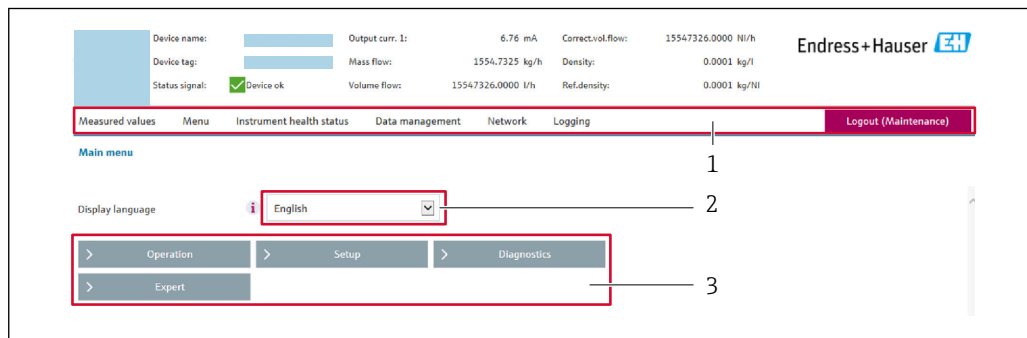 Device name: Output curr. 1: 6.76 mA Correct.vol.flow: 15547326.0000 Nl/h
Endress+Hauser EH
Device tag: Mass flow: 1554.7325 kg/h Density: 0.0001 kg/l
Status signal: Device ok Volume flow: 15547326.0000 l/h Ref.density: 0.0001 kg/Nl
Measured values Menu Instrument health status Data management Network Logging Logout (Maintenance)
1
Main menu
Display language i English 2
> Operation > Setup > Diagnostics
> Expert 3